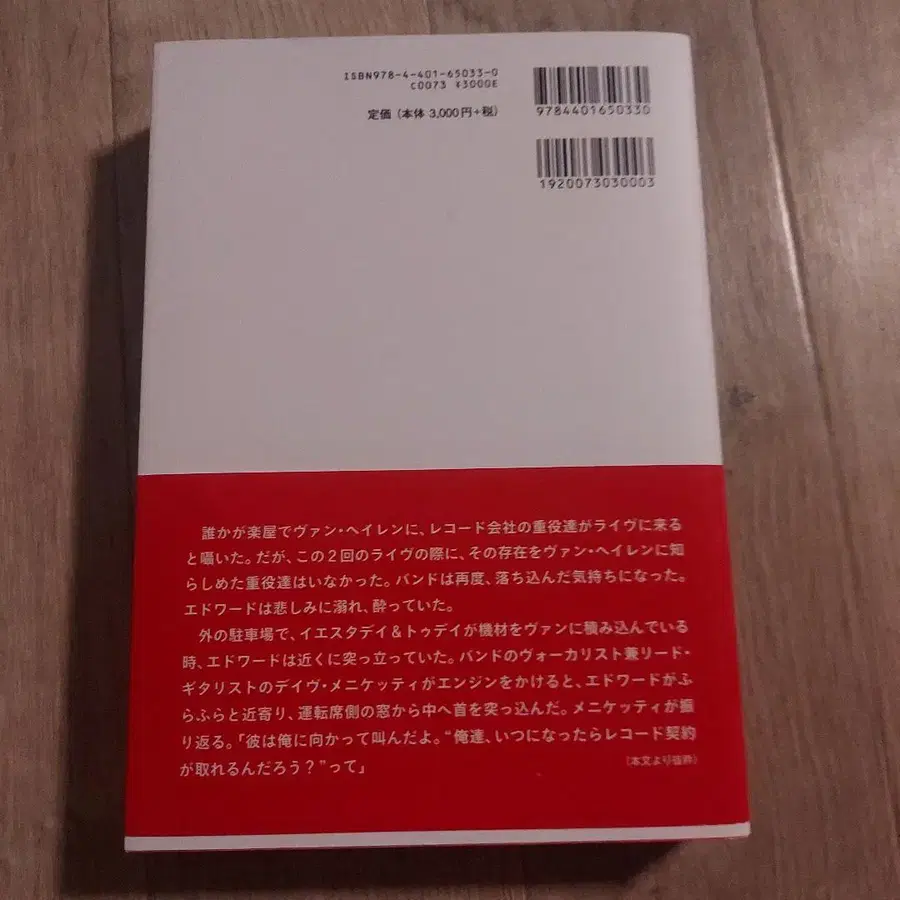 ISBN978-4-401-65033-0
C0073 ¥3000E
定価（本体 3,000円+税）
9784401650330
1920073030003
誰かが楽屋でヴァン・ヘイレンに、レコード会社の重役達がライヴに来る
と囁いた。だが、この２回のライヴの際に、その存在をヴァン・ヘイレンに知
らしめた重役達はいなかった。バンドは再度、落ち込んだ気持ちになった。
エドワードは悲しみに溺れ、酔っていた。
外の駐車場で、イエスタデイ＆トゥデイが機材をヴァンに積み込んでいる
時、エドワードは近くに突っ立っていた。バンドのヴォーカリスト兼リード・
ギタリストのデイヴ・メニケッティがエンジンをかけると、エドワードがふ
らふらと近寄り、運転席側の窓から中へ首を突っ込んだ。メニケッティが振
り返る。「彼は俺に向かって叫んだよ。“俺達、いつになったらレコード契約
が取れるんだろう？”って」
（本文より抜粋）